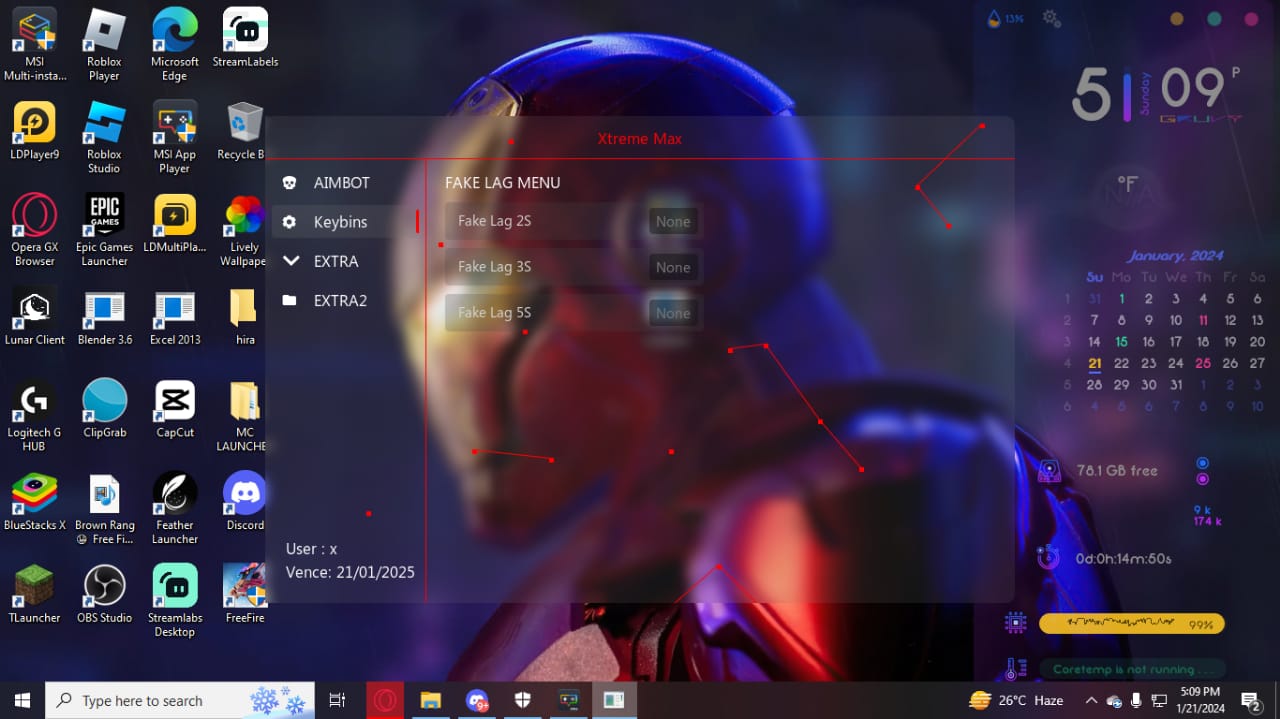 MSI
Multi-insta...
Roblox
Player
Microsoft
Edge
StreamLabels
LDPlayer9
Roblox
Studio
MSI App
Player
Recycle B
Opera GX
Browser
EPIC
GAMES
Epic Games
Launcher
LDMultiPla...
Lively
Wallpape
Lunar Client
Blender 3.6
Excel 2013
hira
Logitech G
HUB
ClipGrab
CapCut
MC
LAUNCHE
BlueStacks X
Brown Rang
Free Fi...
Feather
Launcher
Discord
TLauncher
OBS Studio
Streamlabs
Desktop
FreeFire
Xtreme Max
AIMBOT
Keybins
EXTRA
EXTRA2
FAKE LAG MENU
Fake Lag 2S
None
Fake Lag 3S
None
Fake Lag 5S
None
User : x
Vence: 21/01/2025
13%
5
Sunday
09
P
°F
N/A
January, 2024
Su Mo Tu We Th Fr Sa
1 31 1 2 3 4 5 6
2 7 8 9 10 11 12 13
3 14 15 16 17 18 19 20
4 21 22 23 24 25 26 27
5 28 29 30 31 1 2 3
6 4 5 6 7 8 9 10
78.1 GB free
9 k
174 k
0d:0h:14m:50s
99%
Coretemp is not running . . .
Type here to search
9+
26°C Haze
5:09 PM
1/21/2024
2